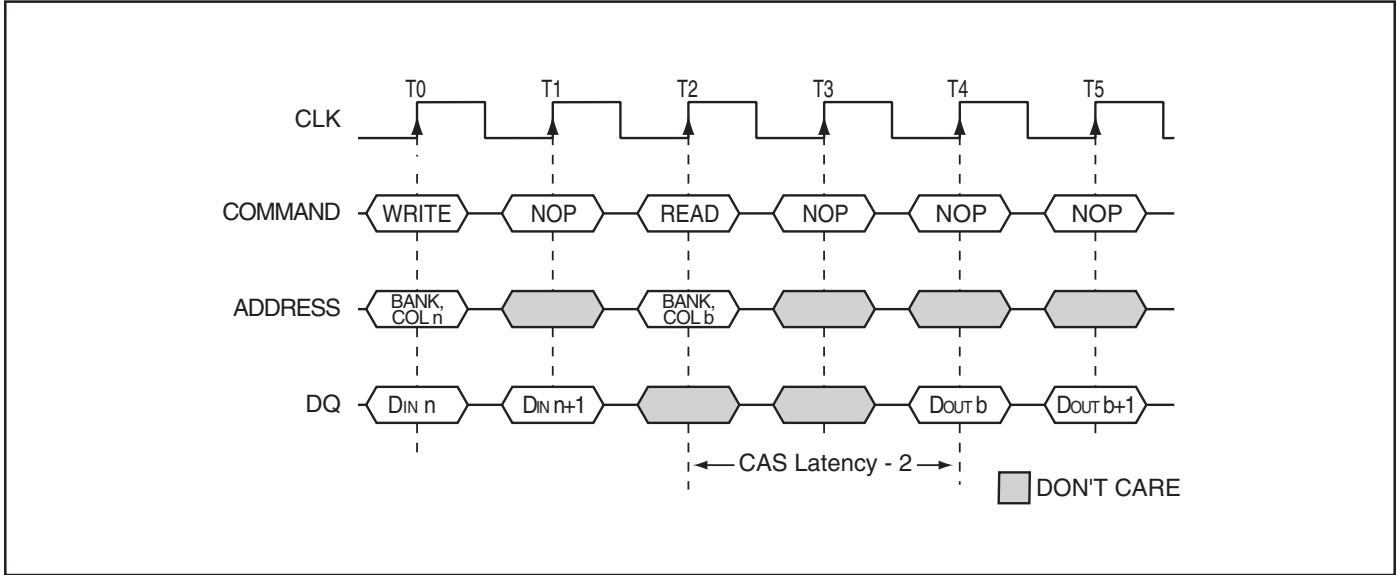 T0 T1 T2 T3 T4 T5
CLK
COMMAND WRITE NOP READ NOP NOP NOP
ADDRESS BANK, COL n BANK, COL b
DQ DIN n DIN n+1 DOUT b DOUT b+1
CAS Latency - 2
DON'T CARE